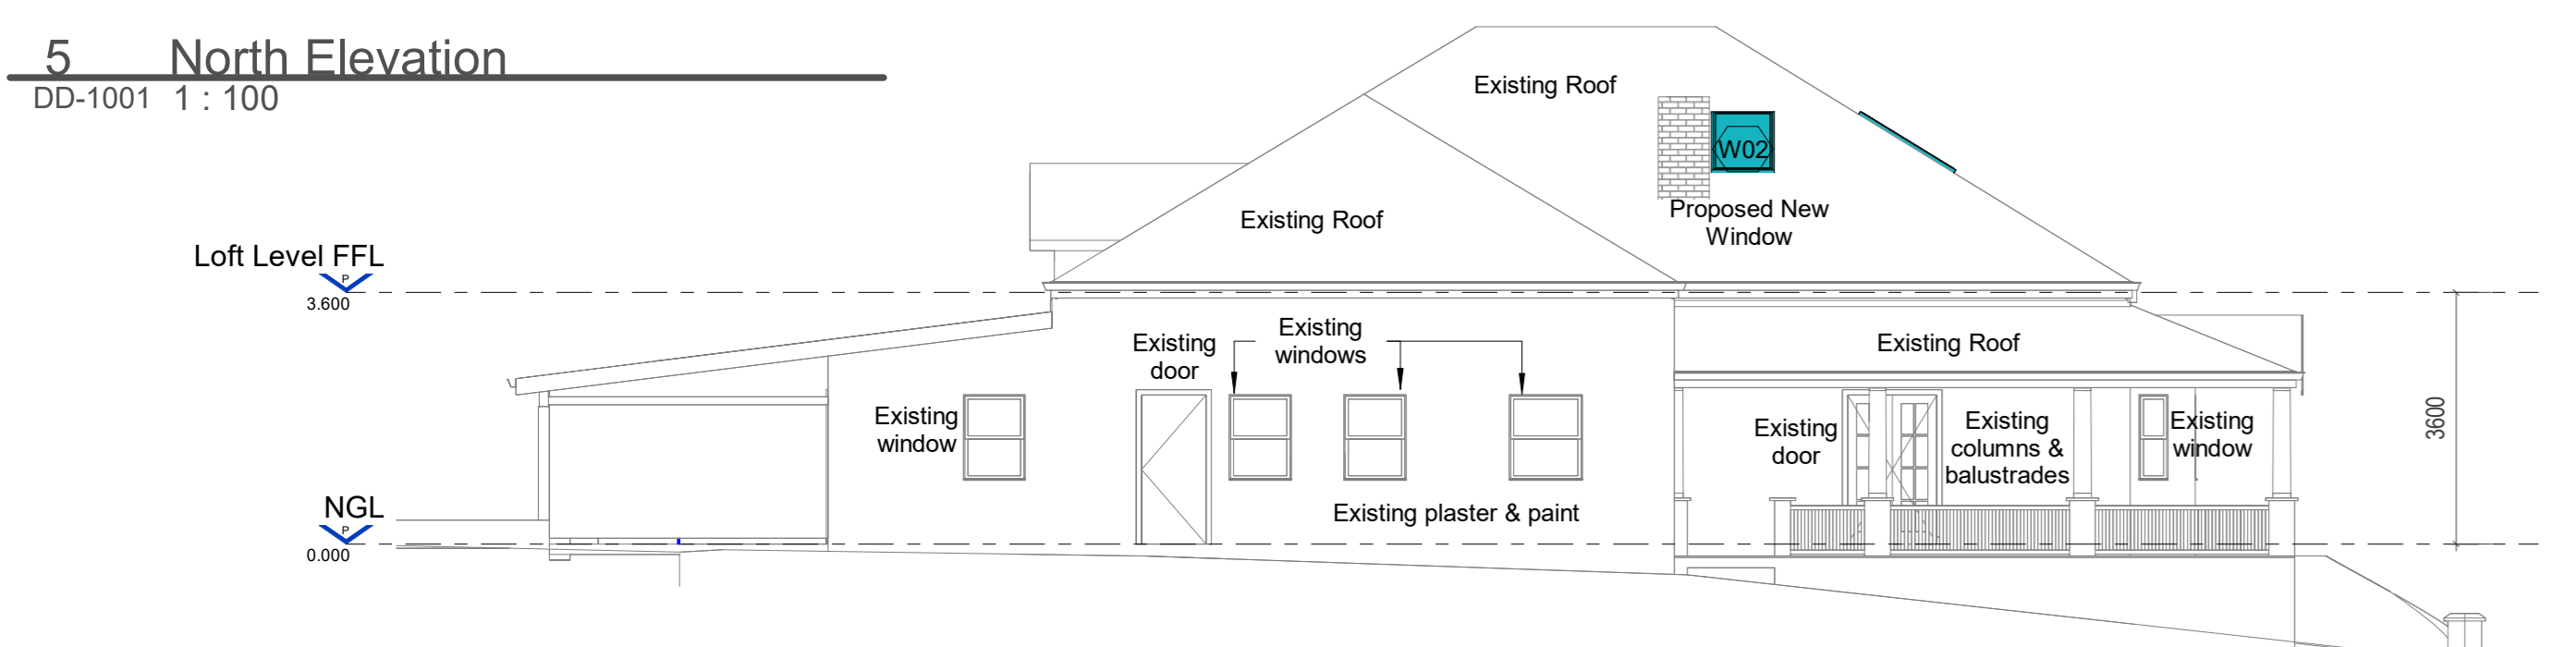 5 North Elevation
DD-1001 1 : 100
Existing Roof
W02
Proposed New
Window
Existing Roof
Loft Level FFL
P
3.600
Existing
windows
Existing
door
Existing Roof
Existing
window
Existing
door
Existing
columns &
balustrades
Existing
window
3600
Existing plaster & paint
NGL
P
0.000